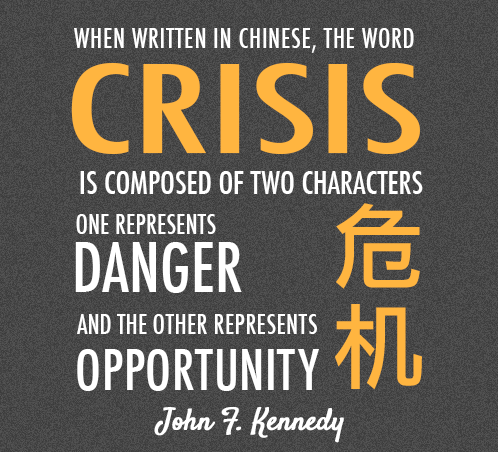 WHEN WRITTEN IN CHINESE, THE WORD
CRISIS
IS COMPOSED OF TWO CHARACTERS
ONE REPRESENTS
DANGER
危
AND THE OTHER REPRESENTS
OPPORTUNITY
机
John F. Kennedy